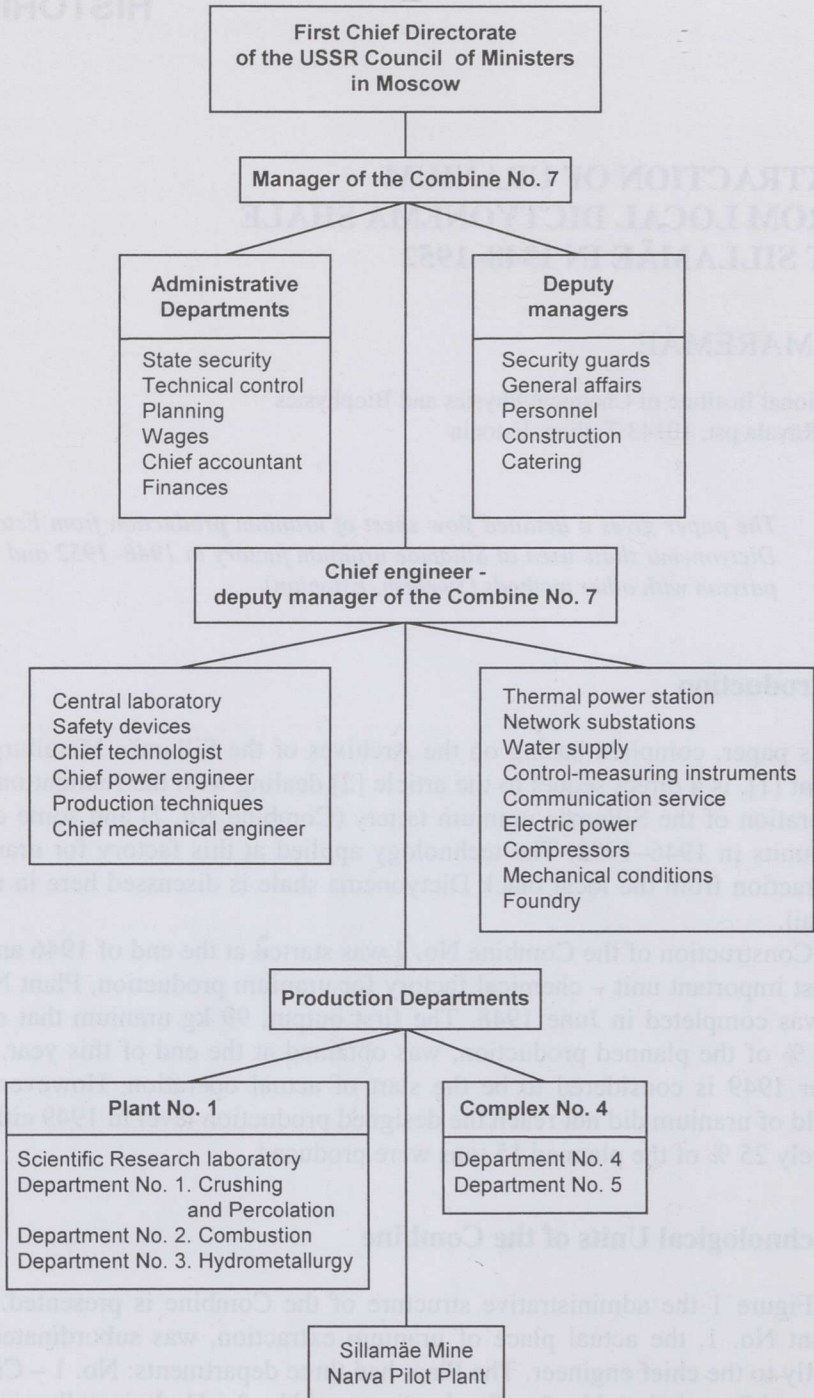 First Chief Directorate
of the USSR Council of Ministers
in Moscow
Manager of the Combine No. 7
Administrative
Departments
State security
Technical control
Planning
Wages
Chief accountant
Finances
Deputy
managers
Security guards
General affairs
Personnel
Construction
Catering
Chief engineer -
deputy manager of the Combine No. 7
Central laboratory
Safety devices
Chief technologist
Chief power engineer
Production techniques
Chief mechanical engineer
Thermal power station
Network substations
Water supply
Control-measuring instruments
Communication service
Electric power
Compressors
Mechanical conditions
Foundry
Production Departments
Plant No. 1
Scientific Research laboratory
Department No. 1. Crushing
and Percolation
Department No. 2. Combustion
Department No. 3. Hydrometallurgy
Complex No. 4
Department No. 4
Department No. 5
Sillamäe Mine
Narva Pilot Plant